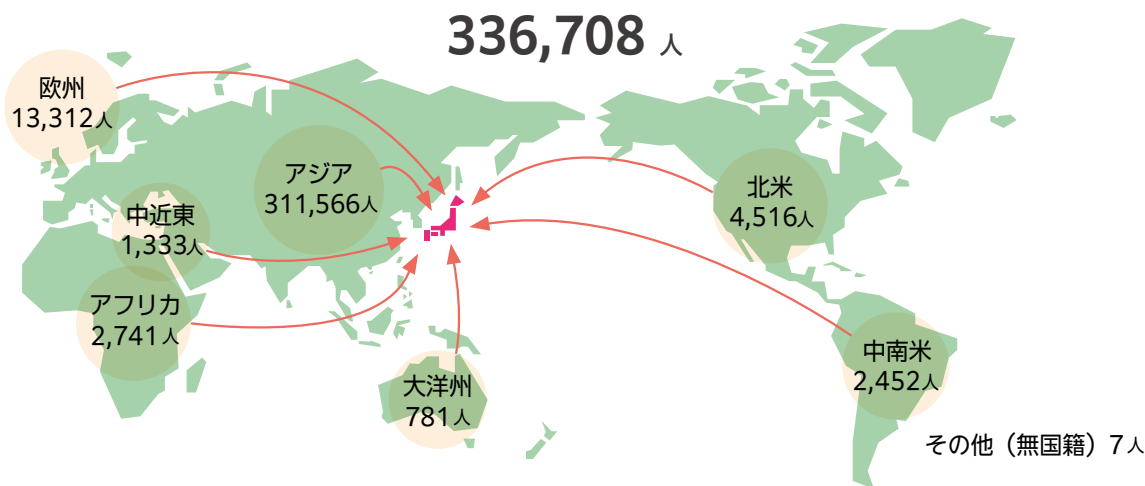 336,708 人
欧州
13,312人
アジア
311,566人
北米
4,516人
中近東
1,333人
アフリカ
2,741人
大洋州
781人
中南米
2,452人
その他（無国籍）7人